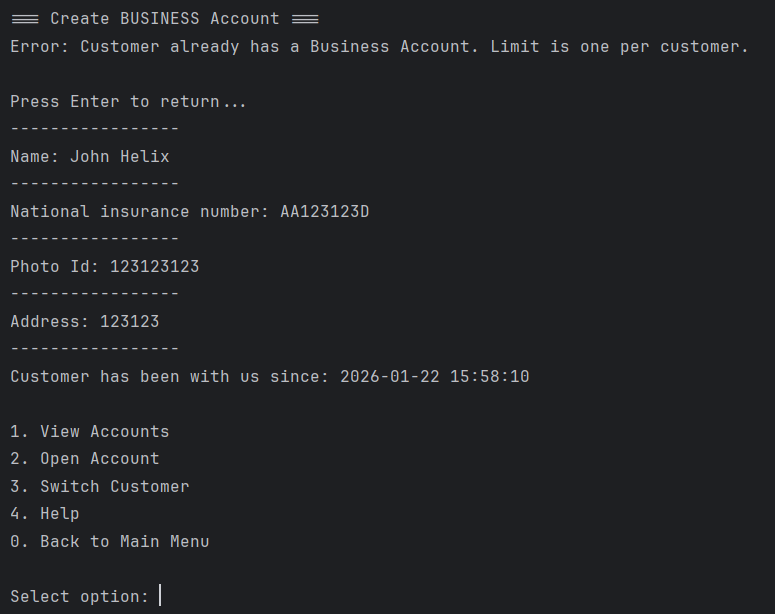 === Create BUSINESS Account ===
Error: Customer already has a Business Account. Limit is one per customer.
Press Enter to return...
-----------------
Name: John Helix
-----------------
National insurance number: AA123123D
-----------------
Photo Id: 123123123
-----------------
Address: 123123
-----------------
Customer has been with us since: 2026-01-22 15:58:10
1. View Accounts
2. Open Account
3. Switch Customer
4. Help
0. Back to Main Menu
Select option: